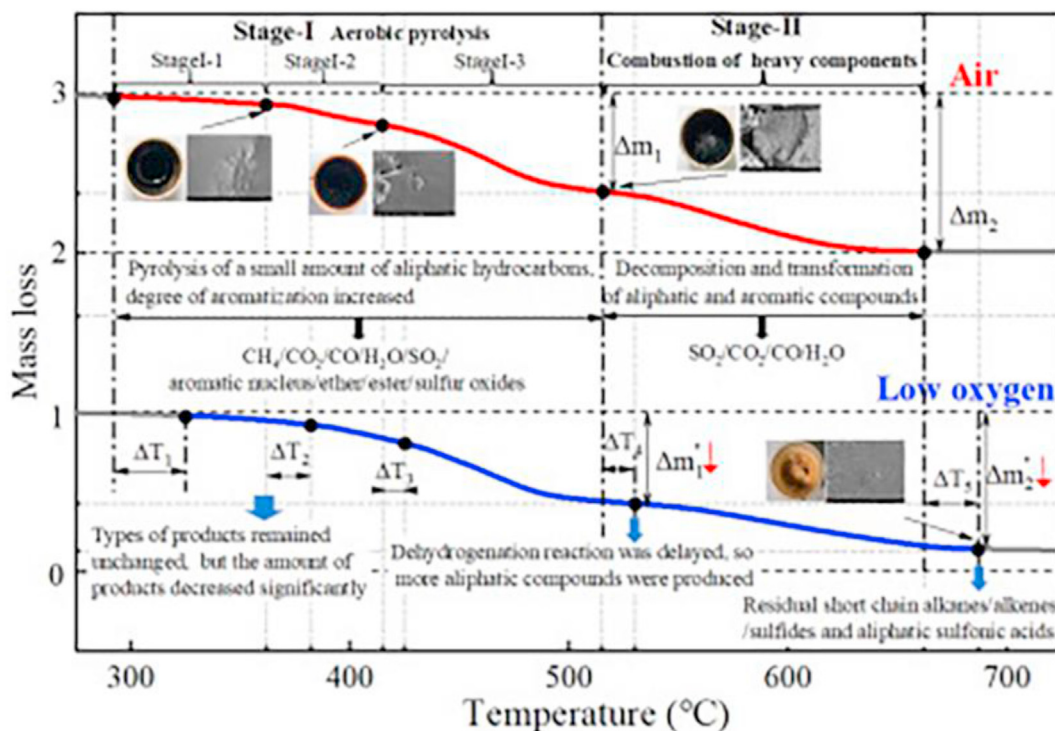 Stage-I Aerobic pyrolysis
Stage-II
StageI-1
StageI-2
StageI-3
Combustion of heavy components
Air
3
Δm₁
Δm₂
2
Pyrolysis of a small amount of aliphatic hydrocarbons,
degree of aromatization increased
Decomposition and transformation
of aliphatic and aromatic compounds
Mass loss
CH₄/CO₂/CO/H₂O/SO₂/
aromatic nucleus/ether/ester/sulfur oxides
SO₂/CO₂/CO/H₂O
Low oxygen
1
ΔT₁
ΔT₂
ΔT₃
ΔT₄
Δm₁'
ΔT₅
Δm₂'
Types of products remained
unchanged, but the amount of
products decreased significantly
Dehydrogenation reaction was delayed, so
more aliphatic compounds were produced
0
Residual short chain alkanes/alkenes
/sulfides and aliphatic sulfonic acids
300
400
500
600
700
Temperature (°C)